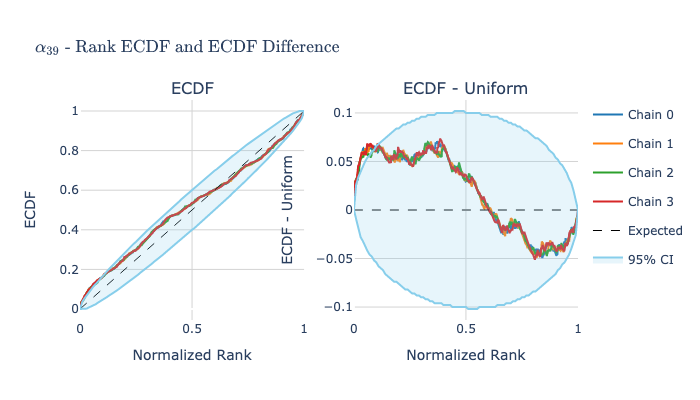 α₃₉ - Rank ECDF and ECDF Difference
ECDF
ECDF
1
0.8
0.6
0.4
0.2
0
0
0.5
1
Normalized Rank
ECDF - Uniform
ECDF - Uniform
0.1
0.05
0
−0.05
−0.1
0
0.5
1
Normalized Rank
Chain 0
Chain 1
Chain 2
Chain 3
Expected
95% CI